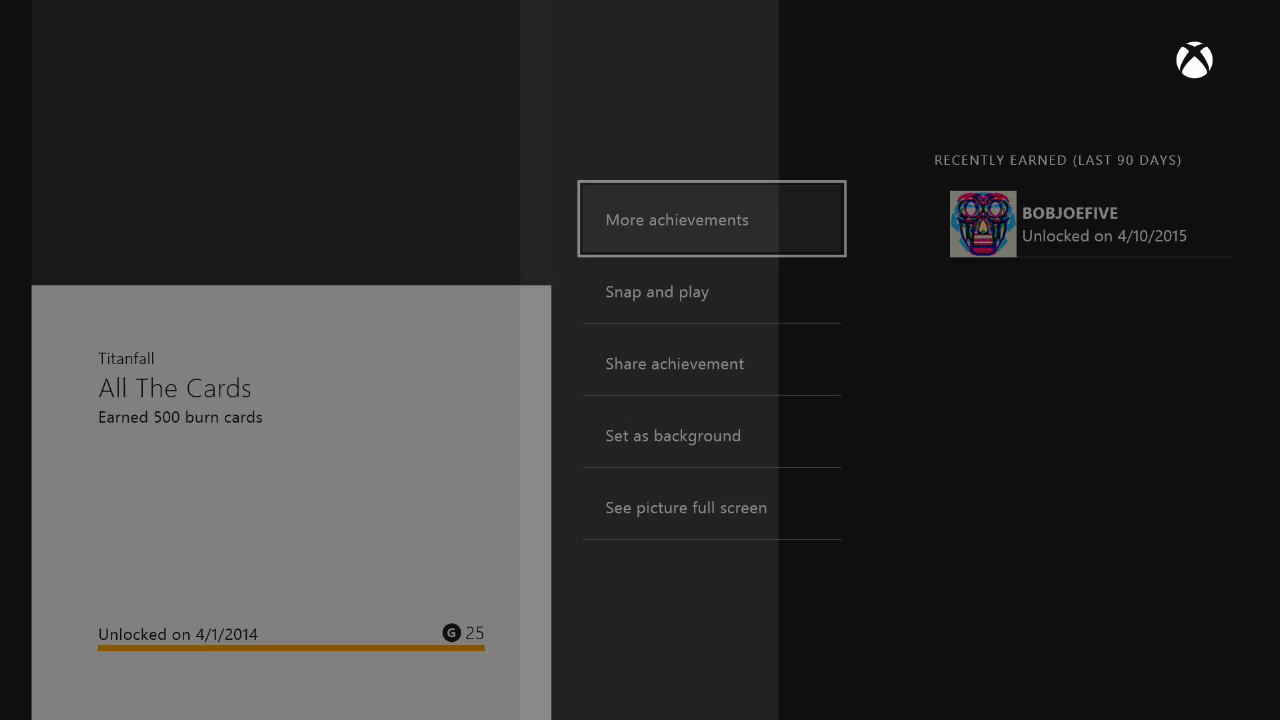 Titanfall
All The Cards
Earned 500 burn cards
Unlocked on 4/1/2014
G 25
More achievements
Snap and play
Share achievement
Set as background
See picture full screen
RECENTLY EARNED (LAST 90 DAYS)
BOBJOEFIVE
Unlocked on 4/10/2015